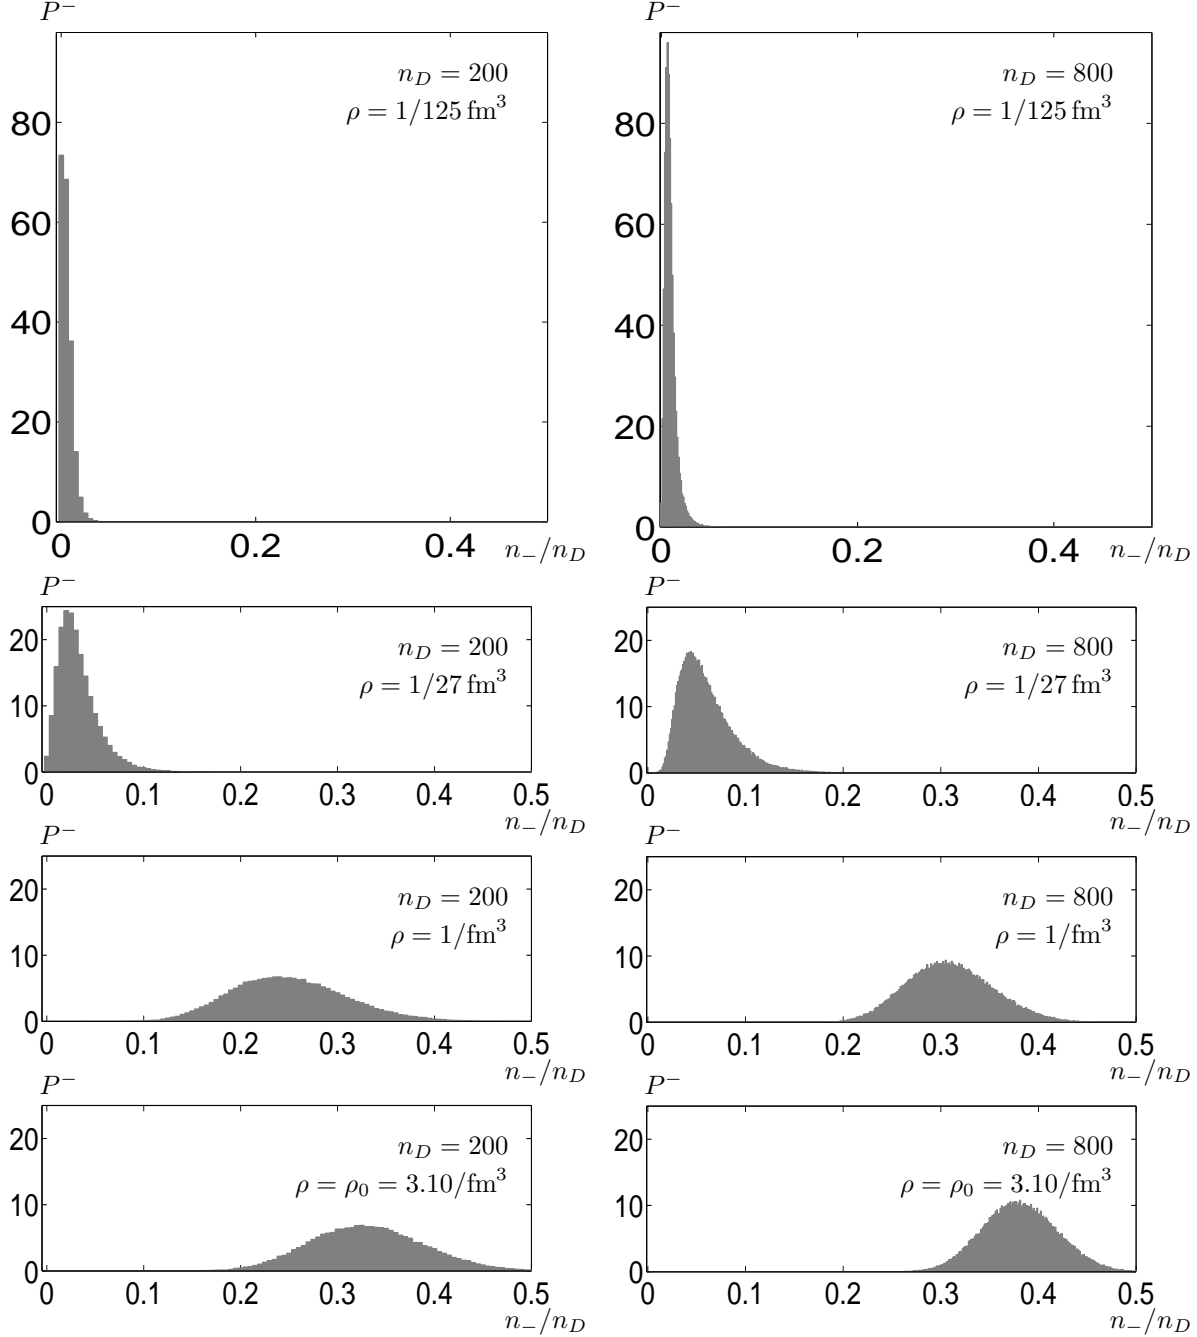 P⁻
n_D = 200
ρ = 1/125 fm³
80
60
40
20
0
0 0.2 0.4 n₋/n_D
P⁻
n_D = 800
ρ = 1/125 fm³
80
60
40
20
0
0 0.2 0.4 n₋/n_D
P⁻
n_D = 200
ρ = 1/27 fm³
20
10
0
0 0.1 0.2 0.3 0.4 0.5
n₋/n_D
P⁻
n_D = 800
ρ = 1/27 fm³
20
10
0
0 0.1 0.2 0.3 0.4 0.5
n₋/n_D
P⁻
n_D = 200
ρ = 1/fm³
20
10
0
0 0.1 0.2 0.3 0.4 0.5
n₋/n_D
P⁻
n_D = 800
ρ = 1/fm³
20
10
0
0 0.1 0.2 0.3 0.4 0.5
n₋/n_D
P⁻
n_D = 200
ρ = ρ₀ = 3.10/fm³
20
10
0
0 0.1 0.2 0.3 0.4 0.5
n₋/n_D
P⁻
n_D = 800
ρ = ρ₀ = 3.10/fm³
20
10
0
0 0.1 0.2 0.3 0.4 0.5
n₋/n_D